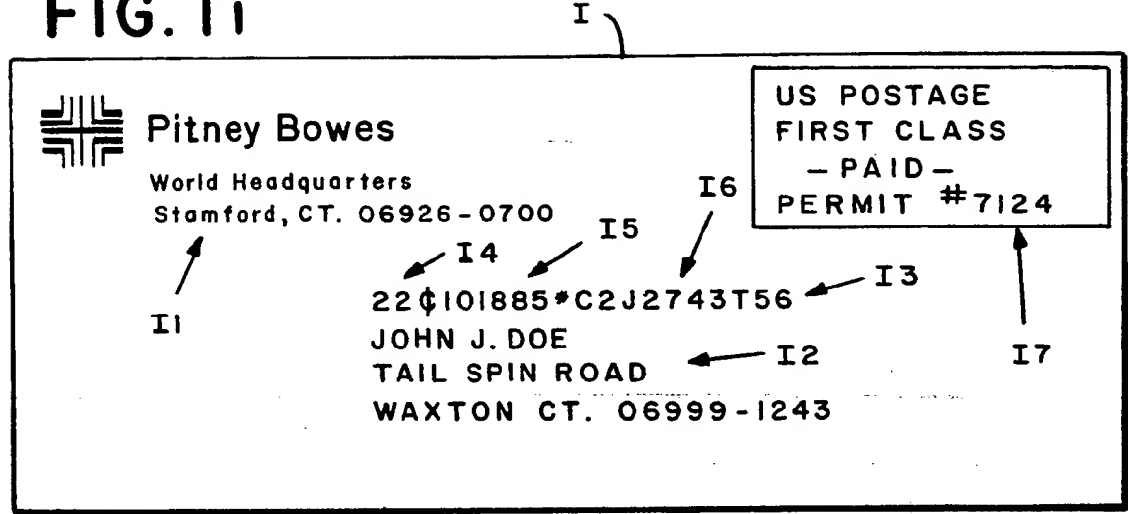 FIG. 11
I
US POSTAGE
FIRST CLASS
– PAID –
PERMIT #7124
Pitney Bowes
World Headquarters
Stamford, CT. 06926-0700
I6
I5
I4
22¢101885*C2J2743T56
I3
I1
JOHN J. DOE
TAIL SPIN ROAD
I2
I7
WAXTON CT. 06999-1243